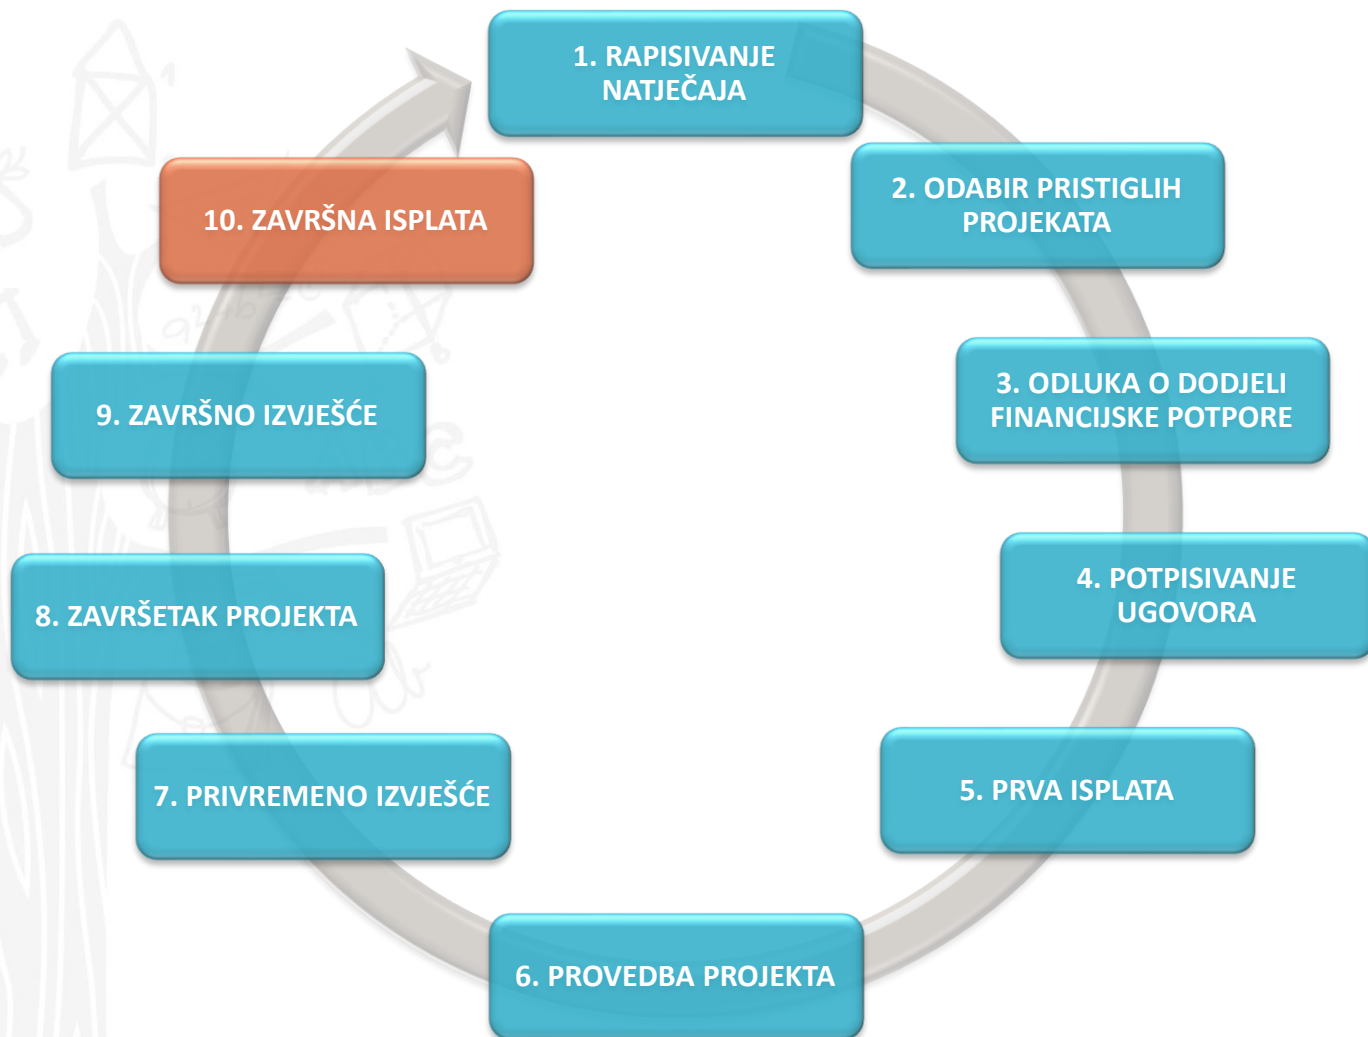 1. RAPISIVANJE
NATJEČAJA
2. ODABIR PRISTIGLIH
PROJEKATA
3. ODLUKA O DODJELI
FINANCIJSKE POTPORE
4. POTPISIVANJE
UGOVORA
5. PRVA ISPLATA
6. PROVEDBA PROJEKTA
7. PRIVREMENO IZVJEŠĆE
8. ZAVRŠETAK PROJEKTA
9. ZAVRŠNO IZVJEŠĆE
10. ZAVRŠNA ISPLATA